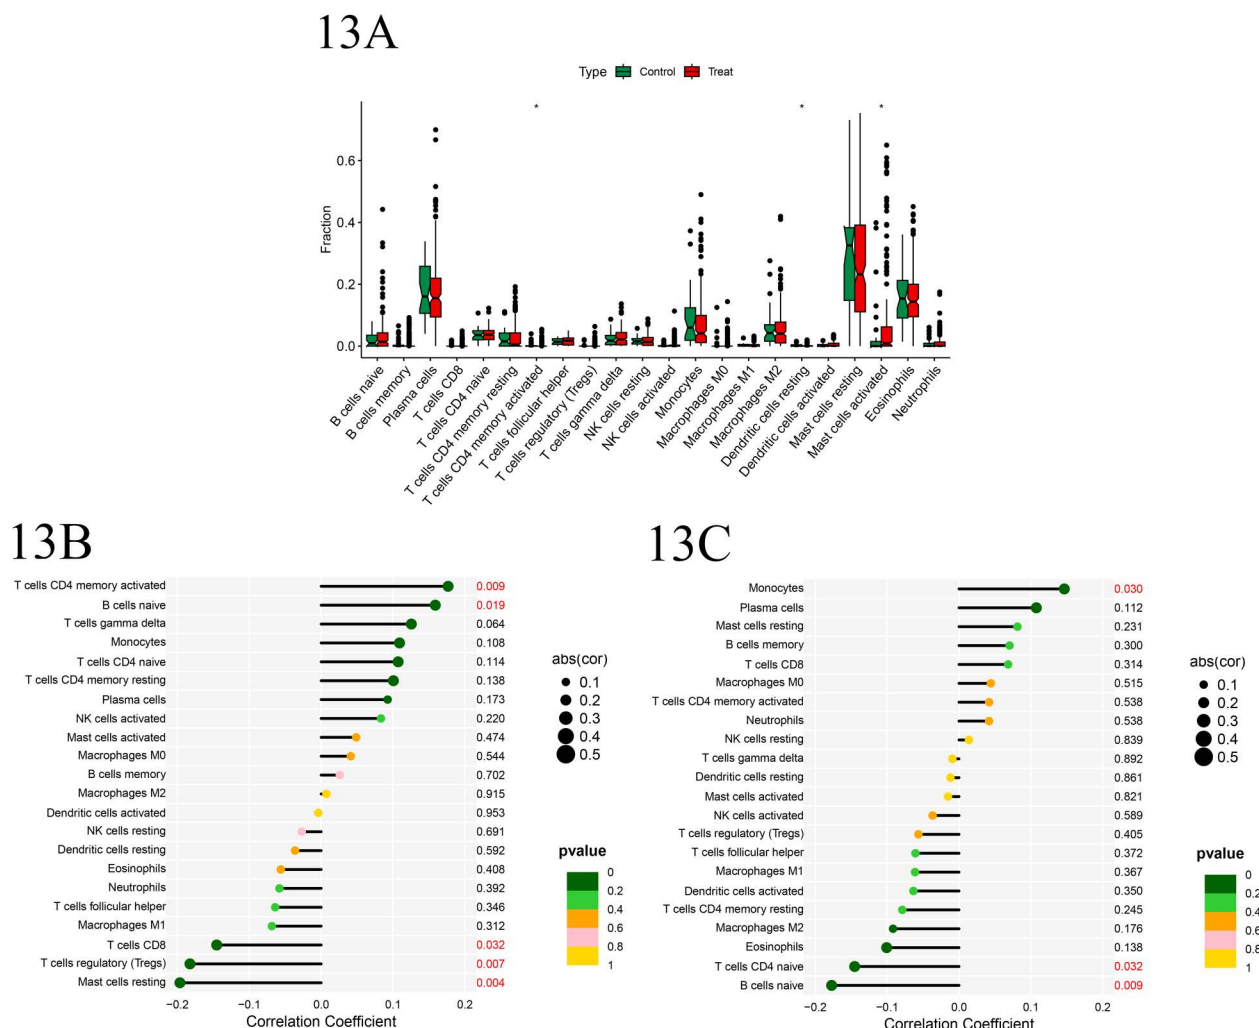 13A
Type Control Treat
* * *
Fraction
0.6
0.4
0.2
0.0
B cells naive
B cells memory
Plasma cells
T cells CD8
T cells CD4 naive
T cells CD4 memory resting
T cells CD4 memory activated
T cells follicular helper
T cells regulatory (Tregs)
T cells gamma delta
NK cells resting
NK cells activated
Monocytes
Macrophages M0
Macrophages M1
Macrophages M2
Dendritic cells resting
Dendritic cells activated
Mast cells resting
Mast cells activated
Eosinophils
Neutrophils
13B
T cells CD4 memory activated 0.009
B cells naive 0.019
T cells gamma delta 0.064
Monocytes 0.108
T cells CD4 naive 0.114
T cells CD4 memory resting 0.138
Plasma cells 0.173
NK cells activated 0.220
Mast cells activated 0.474
Macrophages M0 0.544
B cells memory 0.702
Macrophages M2 0.915
Dendritic cells activated 0.953
NK cells resting 0.691
Dendritic cells resting 0.592
Eosinophils 0.408
Neutrophils 0.392
T cells follicular helper 0.346
Macrophages M1 0.312
T cells CD8 0.032
T cells regulatory (Tregs) 0.007
Mast cells resting 0.004
−0.2 −0.1 0.0 0.1 0.2
Correlation Coefficient
abs(cor)
0.1
0.2
0.3
0.4
0.5
pvalue
0
0.2
0.4
0.6
0.8
1
13C
Monocytes 0.030
Plasma cells 0.112
Mast cells resting 0.231
B cells memory 0.300
T cells CD8 0.314
Macrophages M0 0.515
T cells CD4 memory activated 0.538
Neutrophils 0.538
NK cells resting 0.839
T cells gamma delta 0.892
Dendritic cells resting 0.861
Mast cells activated 0.821
NK cells activated 0.589
T cells regulatory (Tregs) 0.405
T cells follicular helper 0.372
Macrophages M1 0.367
Dendritic cells activated 0.350
T cells CD4 memory resting 0.245
Macrophages M2 0.176
Eosinophils 0.138
T cells CD4 naive 0.032
B cells naive 0.009
−0.2 −0.1 0.0 0.1 0.2
Correlation Coefficient
abs(cor)
0.1
0.2
0.3
0.4
0.5
pvalue
0
0.2
0.4
0.6
0.8
1